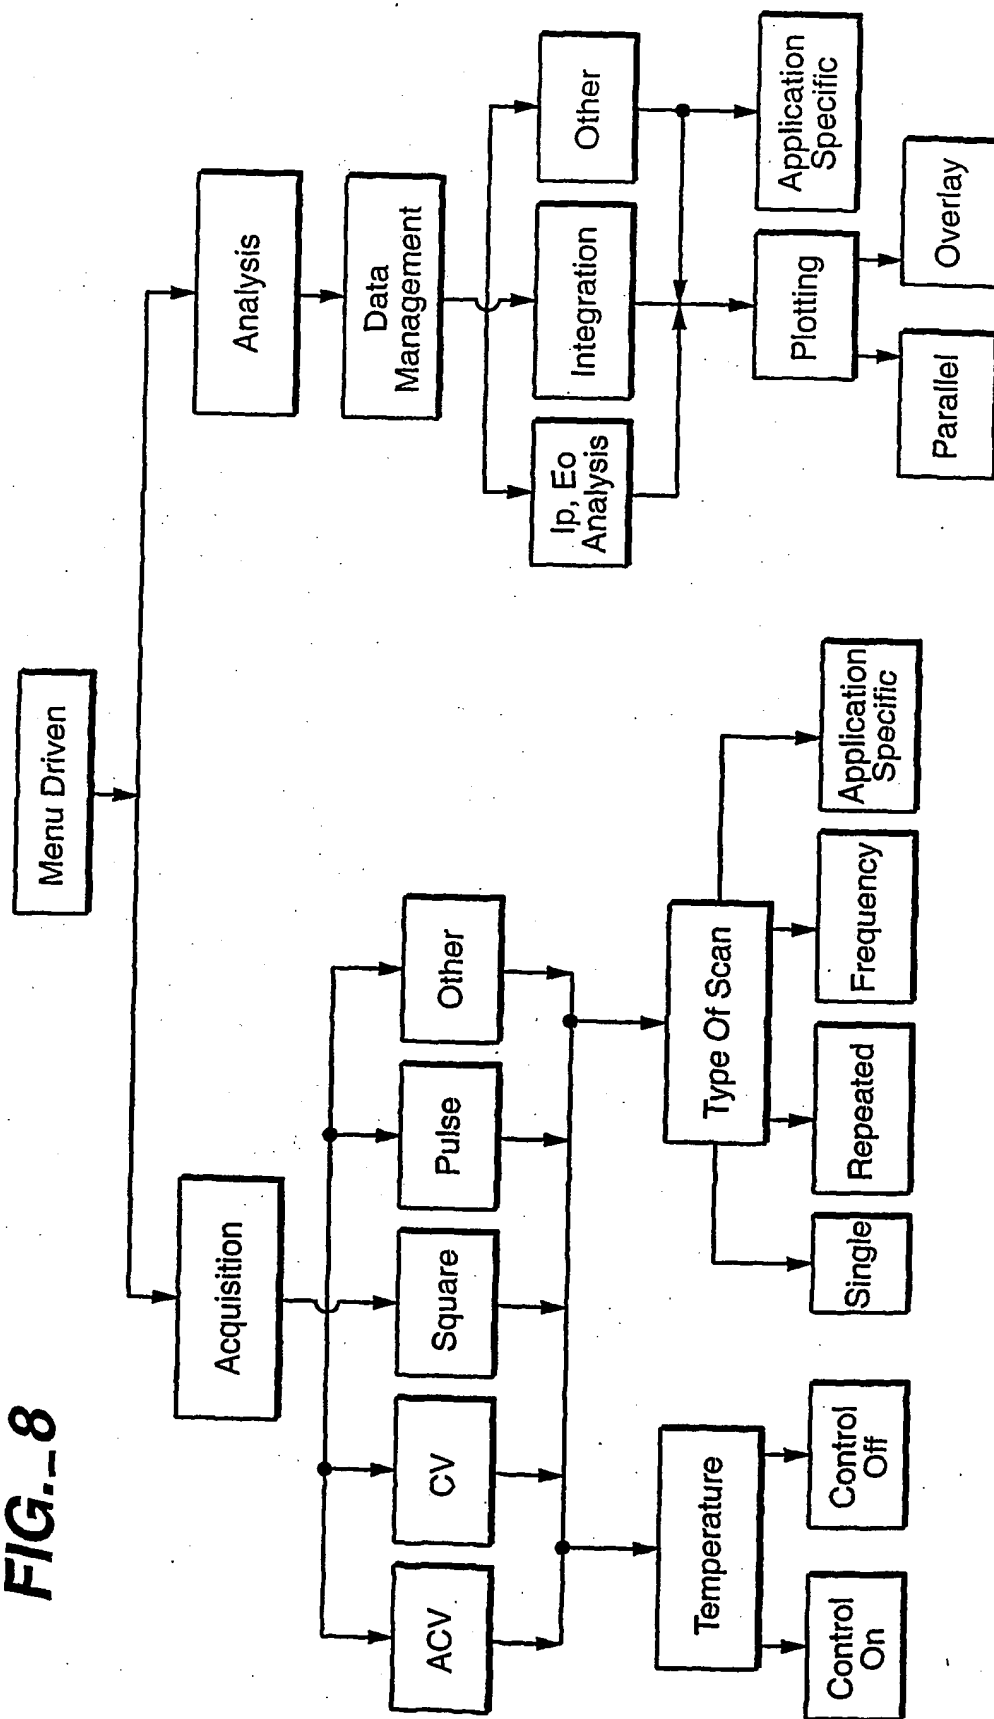 FIG._8
Menu Driven
Acquisition
Analysis
ACV
CV
Square
Pulse
Other
Data
Management
Temperature
Type Of Scan
Ip, Eo
Analysis
Integration
Other
Control
On
Control
Off
Single
Repeated
Frequency
Application
Specific
Plotting
Application
Specific
Parallel
Overlay